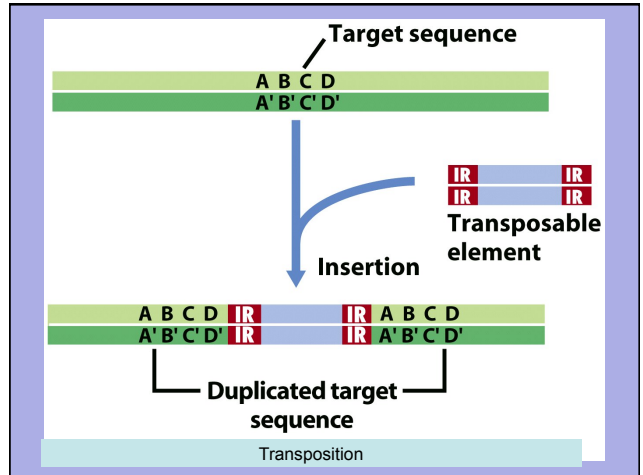 Target sequence
A B C D
A' B' C' D'
IR IR
IR IR
Transposable
element
Insertion
A B C D IR IR A B C D
A' B' C' D' IR IR A' B' C' D'
Duplicated target
sequence
Transposition